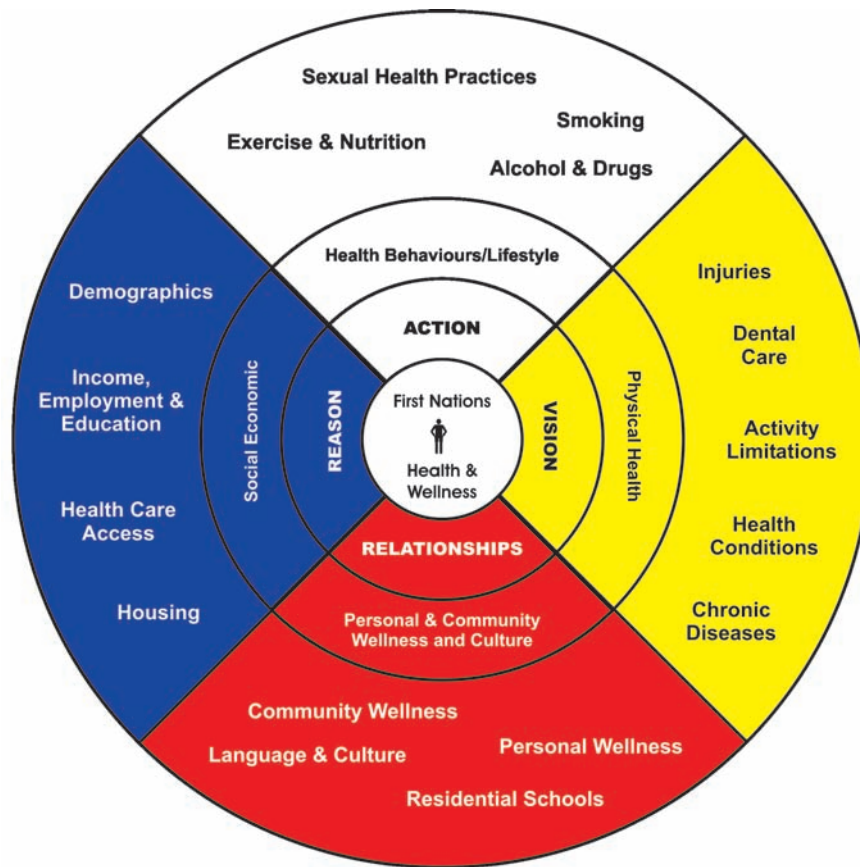 Sexual Health Practices
Smoking
Exercise & Nutrition
Alcohol & Drugs
Health Behaviours/Lifestyle
ACTION
Demographics
Income,
Employment &
Education
Health Care
Access
Housing
Social Economic
REASON
First Nations
Health &
Wellness
VISION
Physical Health
Injuries
Dental
Care
Activity
Limitations
Health
Conditions
Chronic
Diseases
RELATIONSHIPS
Personal & Community
Wellness and Culture
Community Wellness
Personal Wellness
Language & Culture
Residential Schools